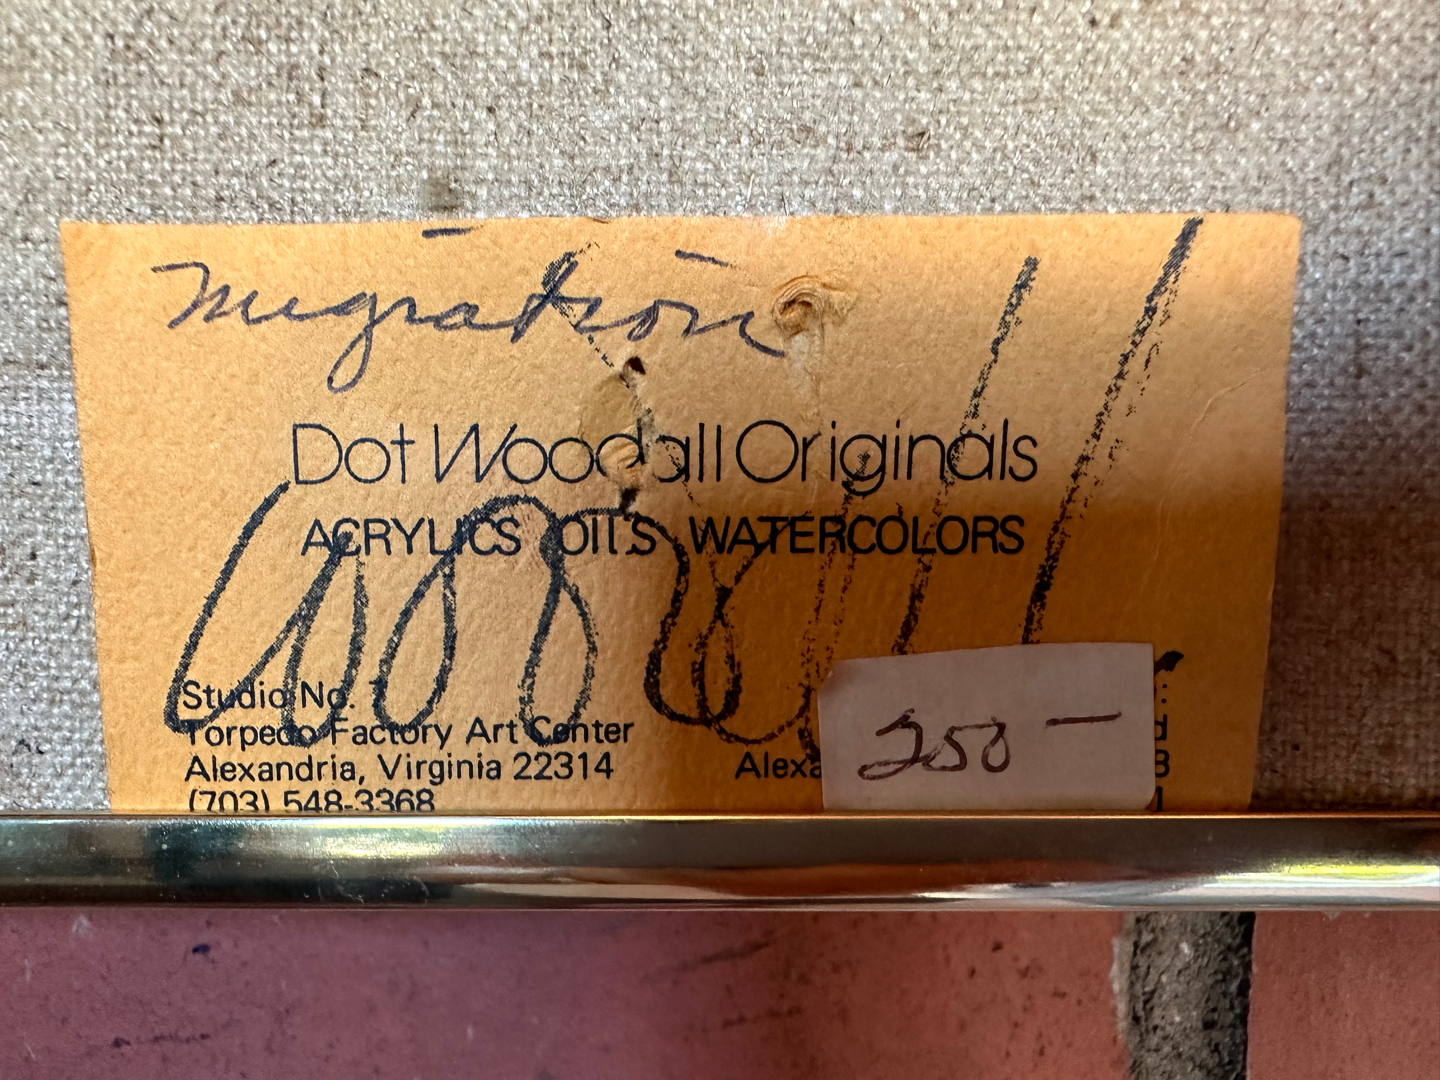 Migration
Dot Woodall Originals
ACRYLICS OILS WATERCOLORS
Woodall
Studio No.
Torpedo Factory Art Center
Alexandria, Virginia 22314
(703) 548-3368
Alexa
250—